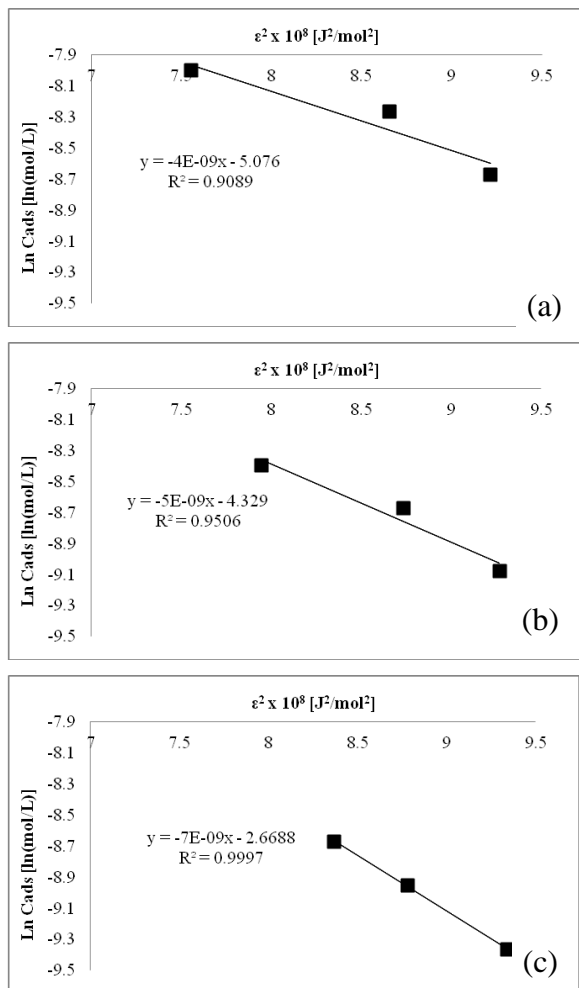 ε² x 10⁸ [J²/mol²]
7 7.5 8 8.5 9 9.5
-7.9
-8.1
-8.3
-8.5
-8.7
-8.9
-9.1
-9.3
-9.5
Ln Cads [ln(mol/L)]
y = -4E-09x - 5.076
R² = 0.9089
(a)
ε² x 10⁸ [J²/mol²]
7 7.5 8 8.5 9 9.5
-7.9
-8.1
-8.3
-8.5
-8.7
-8.9
-9.1
-9.3
-9.5
Ln Cads [ln(mol/L)]
y = -5E-09x - 4.329
R² = 0.9506
(b)
ε² x 10⁸ [J²/mol²]
7 7.5 8 8.5 9 9.5
-7.9
-8.1
-8.3
-8.5
-8.7
-8.9
-9.1
-9.3
-9.5
Ln Cads [ln(mol/L)]
y = -7E-09x - 2.6688
R² = 0.9997
(c)